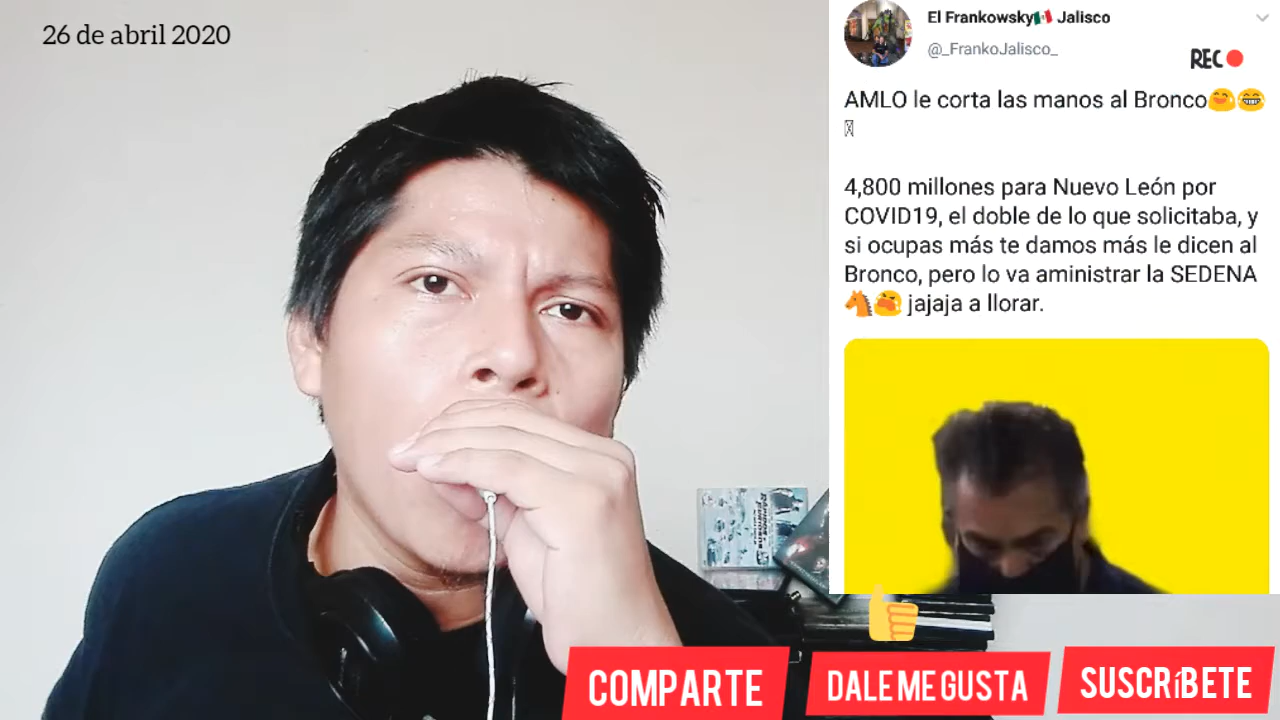 26 de abril 2020
El Frankowsky🇲🇽 Jalisco
@_FrankoJalisco_
REC
AMLO le corta las manos al Bronco😅😂
4,800 millones para Nuevo León por
COVID19, el doble de lo que solicitaba, y
si ocupas más te damos más le dicen al
Bronco, pero lo va aministrar la SEDENA
🐴😭 jajaja a llorar.
COMPARTE
DALE ME GUSTA
SUSCRíBETE